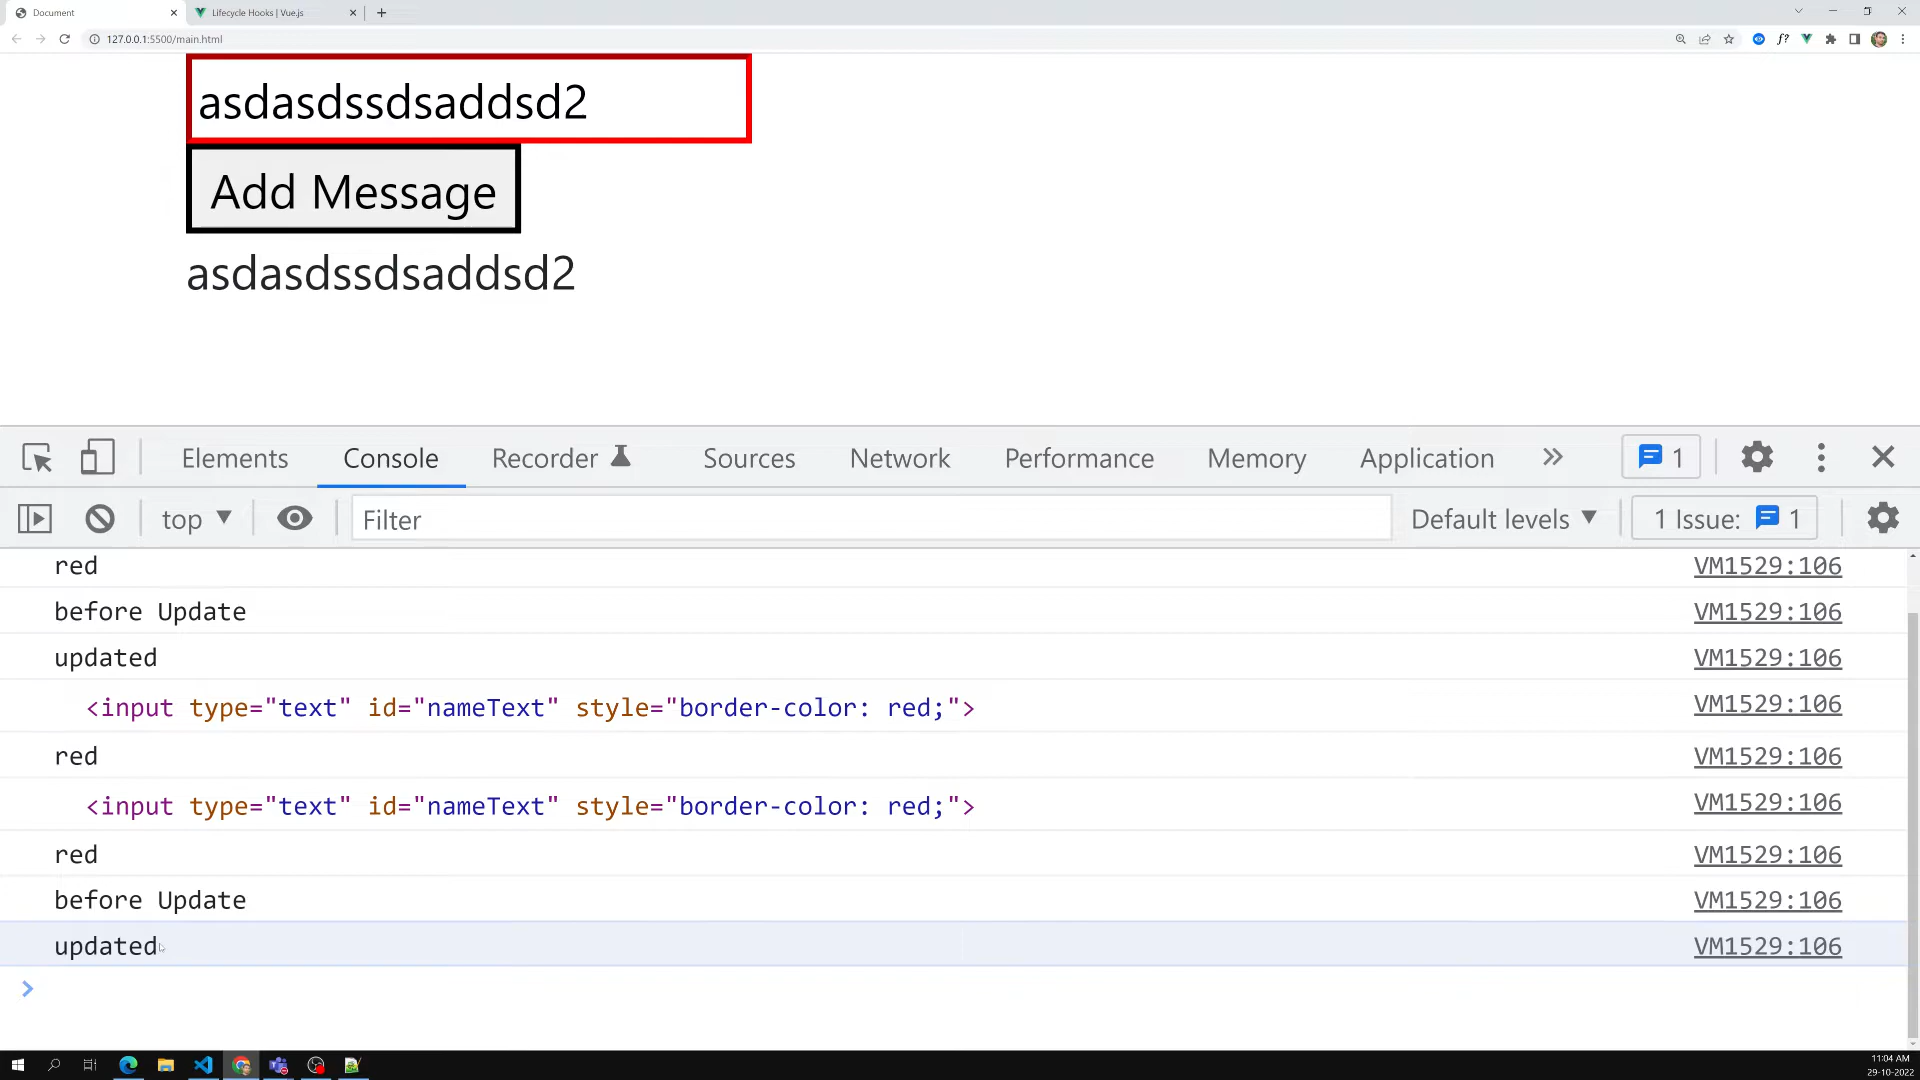 Document
Lifecycle Hooks | Vue.js
127.0.0.1:5500/main.html
f?
asdasdssdsaddsd2
Add Message
asdasdssdsaddsd2
Elements Console Recorder Sources Network Performance Memory Application 1
top Filter Default levels 1 Issue: 1
red VM1529:106
before Update VM1529:106
updated VM1529:106
<input type="text" id="nameText" style="border-color: red;"> VM1529:106
red VM1529:106
<input type="text" id="nameText" style="border-color: red;"> VM1529:106
red VM1529:106
before Update VM1529:106
updated VM1529:106
11:04 AM
29-10-2022